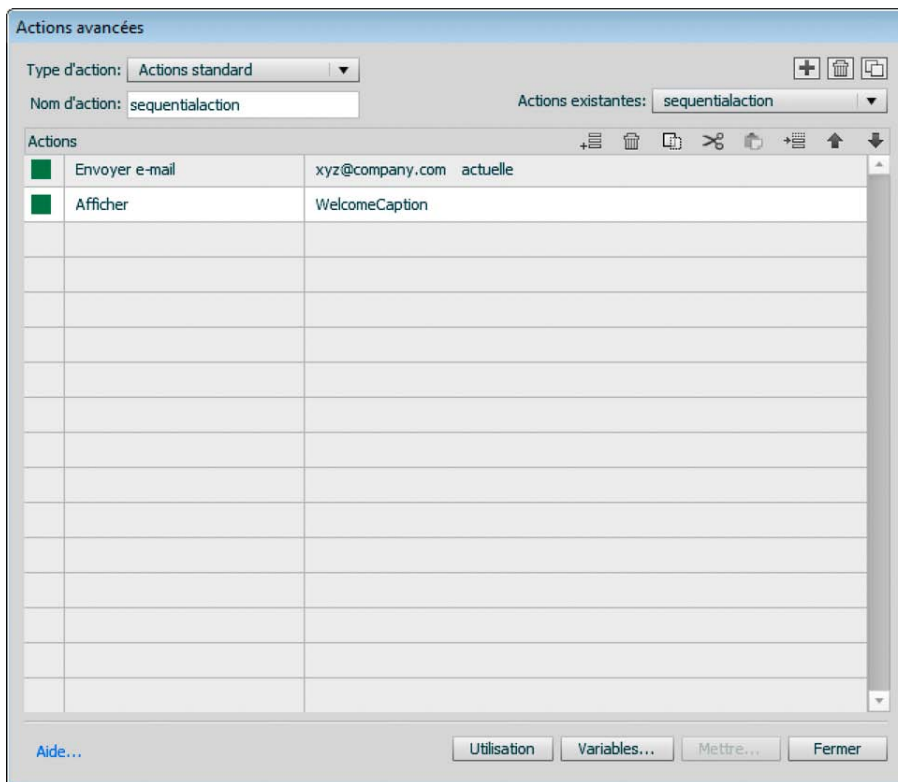 Actions avancées
Type d'action: Actions standard
Nom d'action: sequentialaction
Actions existantes: sequentialaction
Actions
Envoyer e-mail xyz@company.com actuelle
Afficher WelcomeCaption
Aide... Utilisation Variables... Mettre... Fermer